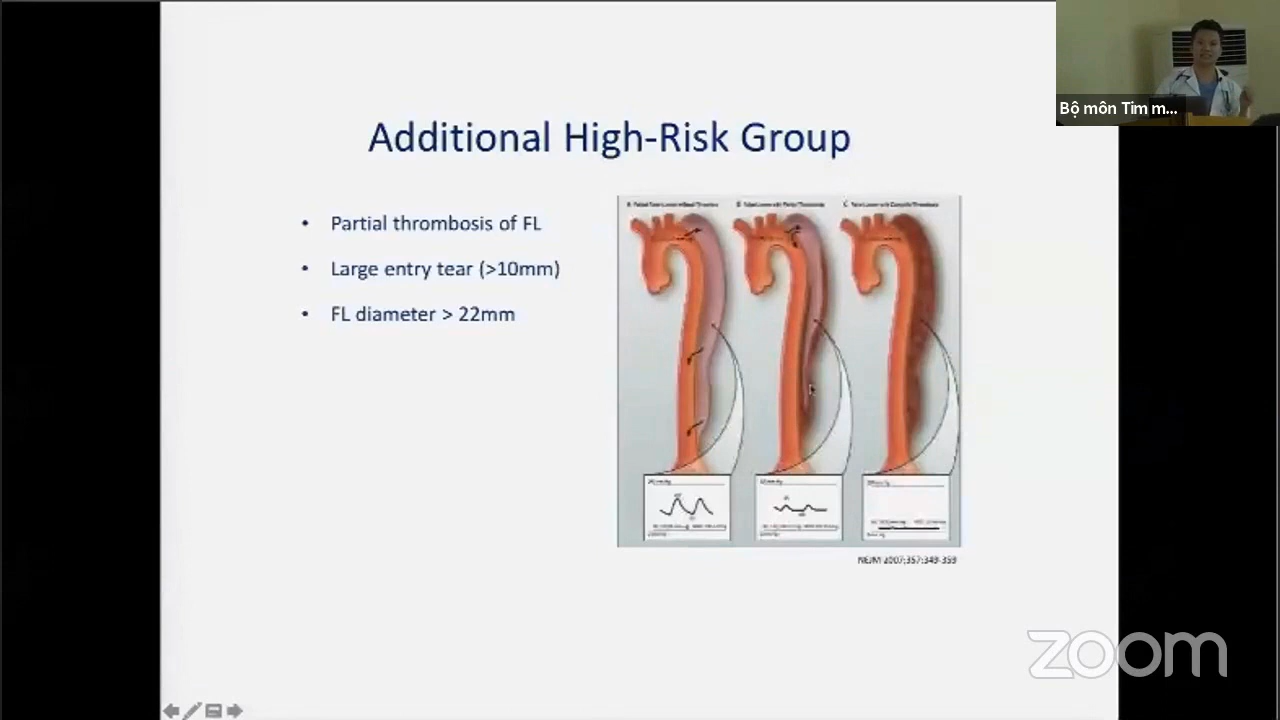 Bộ môn Tim m...
Additional High-Risk Group
• Partial thrombosis of FL
• Large entry tear (>10mm)
• FL diameter > 22mm
A
B
C
NEJM 2007;357:349-359
zoom